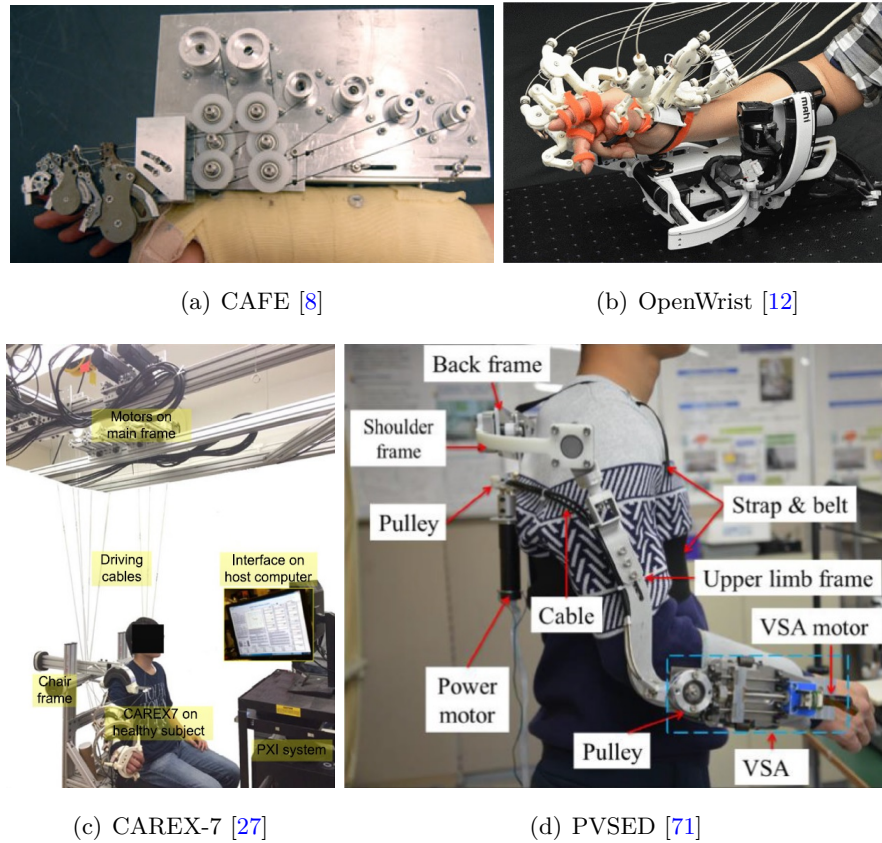 mahi
(a) CAFE [8]
(b) OpenWrist [12]
Motors on
main frame
Driving
cables
Interface on
host computer
Chair
frame
CAREX7 on
healthy subject
PXI system
Back frame
Shoulder
frame
Pulley
Strap & belt
Cable
Upper limb frame
VSA motor
Power
motor
Pulley
VSA
(c) CAREX-7 [27]
(d) PVSED [71]